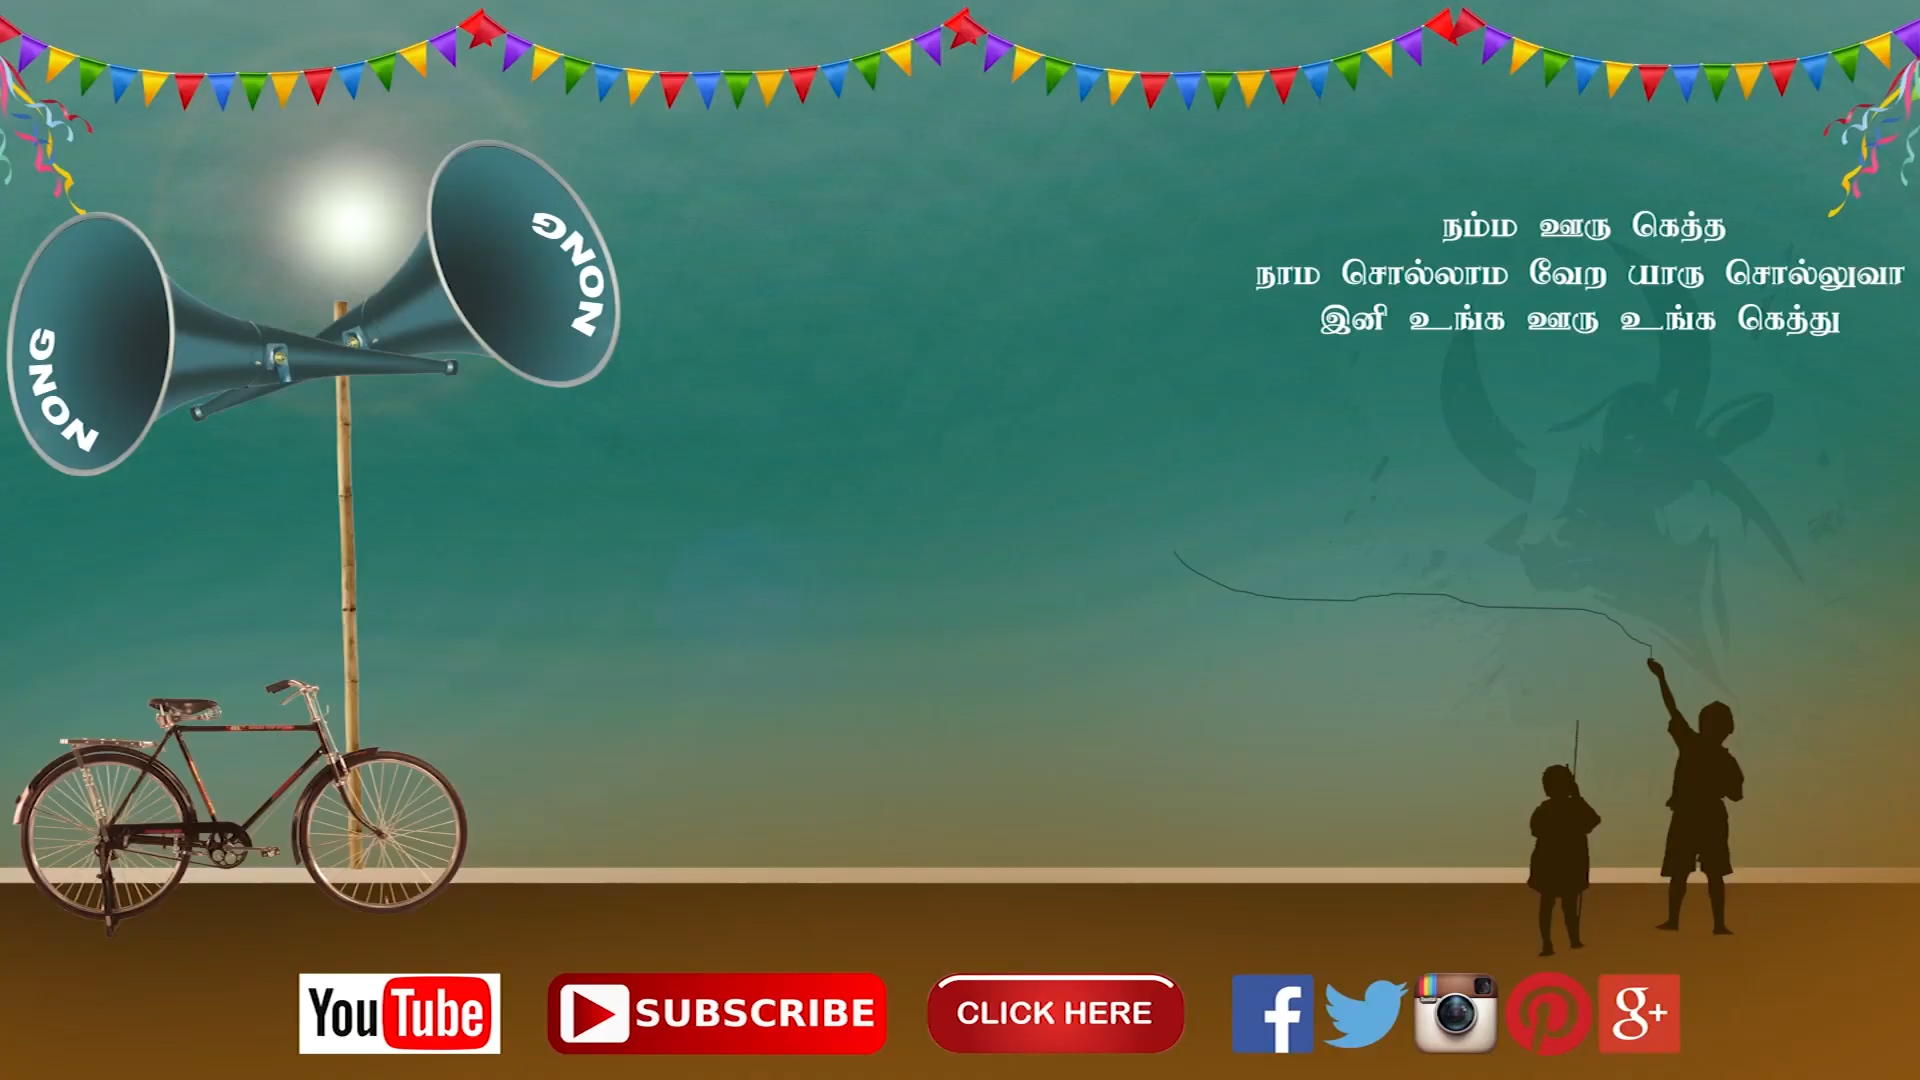 NONG
NONG
நம்ம ஊரு கெத்த
நாம சொல்லாம வேற யாரு சொல்லுவா
இனி உங்க ஊரு உங்க கெத்து
YouTube
SUBSCRIBE
CLICK HERE
f
g+